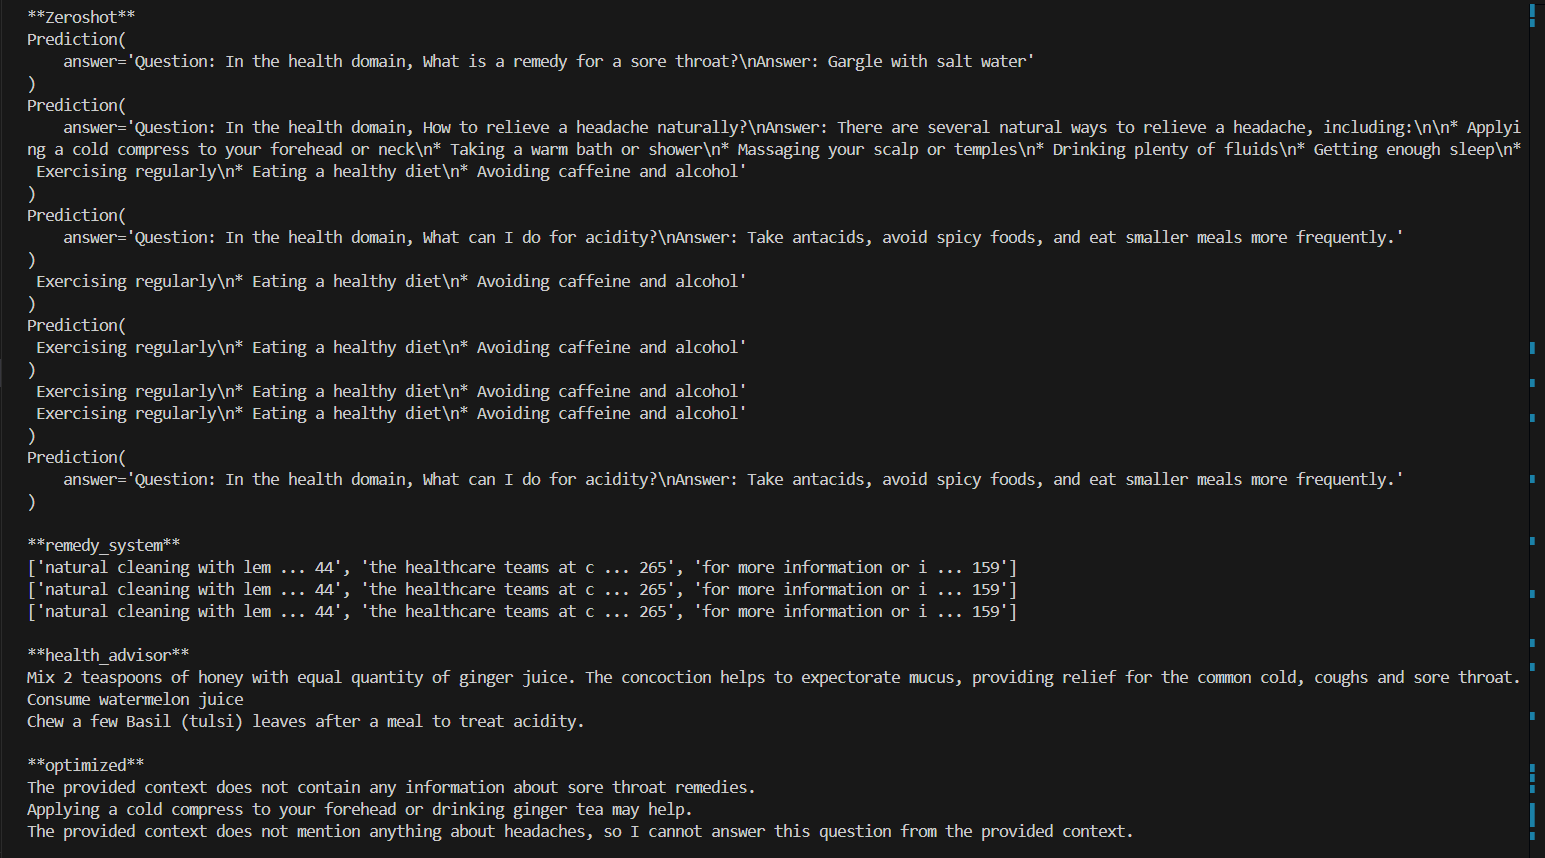 **Zeroshot**
Prediction(
    answer='Question: In the health domain, What is a remedy for a sore throat?\nAnswer: Gargle with salt water'
)
Prediction(
    answer='Question: In the health domain, How to relieve a headache naturally?\nAnswer: There are several natural ways to relieve a headache, including:\n\n* Applyi
ng a cold compress to your forehead or neck\n* Taking a warm bath or shower\n* Massaging your scalp or temples\n* Drinking plenty of fluids\n* Getting enough sleep\n*
 Exercising regularly\n* Eating a healthy diet\n* Avoiding caffeine and alcohol'
)
Prediction(
    answer='Question: In the health domain, What can I do for acidity?\nAnswer: Take antacids, avoid spicy foods, and eat smaller meals more frequently.'
)
 Exercising regularly\n* Eating a healthy diet\n* Avoiding caffeine and alcohol'
)
Prediction(
 Exercising regularly\n* Eating a healthy diet\n* Avoiding caffeine and alcohol'
)
 Exercising regularly\n* Eating a healthy diet\n* Avoiding caffeine and alcohol'
 Exercising regularly\n* Eating a healthy diet\n* Avoiding caffeine and alcohol'
)
Prediction(
    answer='Question: In the health domain, What can I do for acidity?\nAnswer: Take antacids, avoid spicy foods, and eat smaller meals more frequently.'
)

**remedy_system**
['natural cleaning with lem ... 44', 'the healthcare teams at c ... 265', 'for more information or i ... 159']
['natural cleaning with lem ... 44', 'the healthcare teams at c ... 265', 'for more information or i ... 159']
['natural cleaning with lem ... 44', 'the healthcare teams at c ... 265', 'for more information or i ... 159']

**health_advisor**
Mix 2 teaspoons of honey with equal quantity of ginger juice. The concoction helps to expectorate mucus, providing relief for the common cold, coughs and sore throat.
Consume watermelon juice
Chew a few Basil (tulsi) leaves after a meal to treat acidity.

**optimized**
The provided context does not contain any information about sore throat remedies.
Applying a cold compress to your forehead or drinking ginger tea may help.
The provided context does not mention anything about headaches, so I cannot answer this question from the provided context.